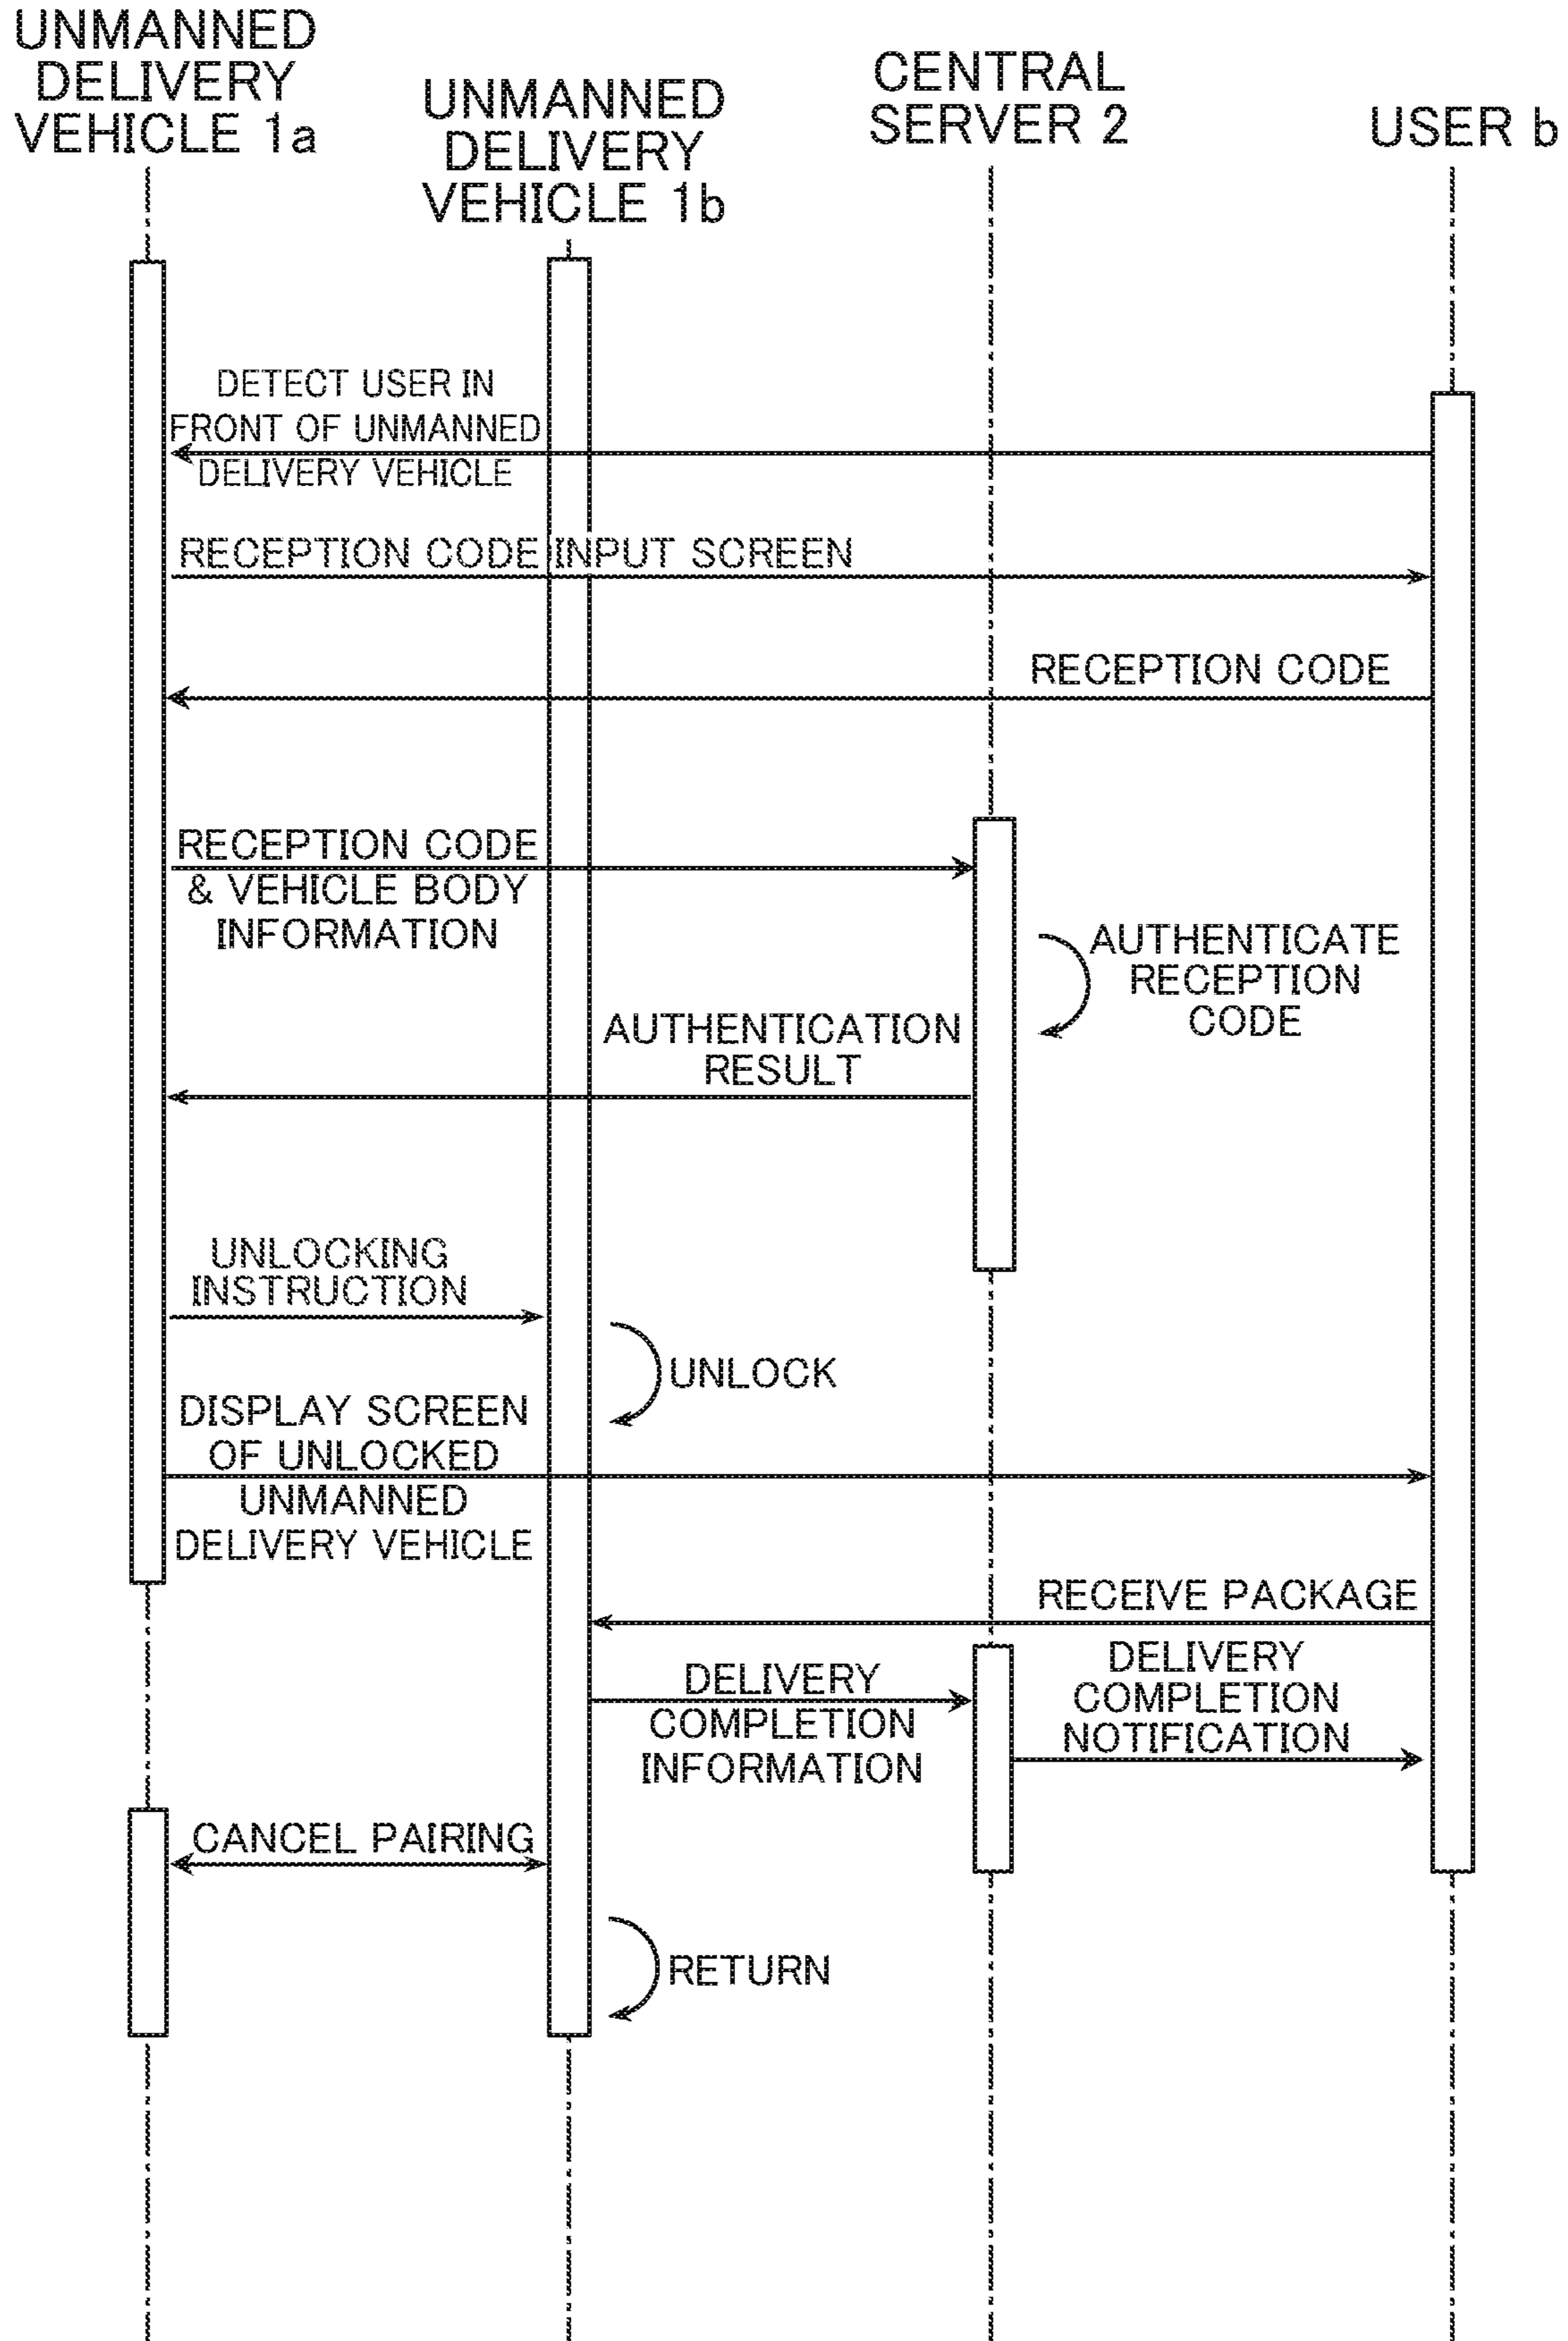 UNMANNED
DELIVERY
VEHICLE 1a
UNMANNED
DELIVERY
VEHICLE 1b
CENTRAL
SERVER 2
USER b
DETECT USER IN
FRONT OF UNMANNED
DELIVERY VEHICLE
RECEPTION CODE INPUT SCREEN
RECEPTION CODE
RECEPTION CODE
& VEHICLE BODY
INFORMATION
AUTHENTICATE
RECEPTION
CODE
AUTHENTICATION
RESULT
UNLOCKING
INSTRUCTION
UNLOCK
DISPLAY SCREEN
OF UNLOCKED
UNMANNED
DELIVERY VEHICLE
RECEIVE PACKAGE
DELIVERY
COMPLETION
INFORMATION
DELIVERY
COMPLETION
NOTIFICATION
CANCEL PAIRING
RETURN